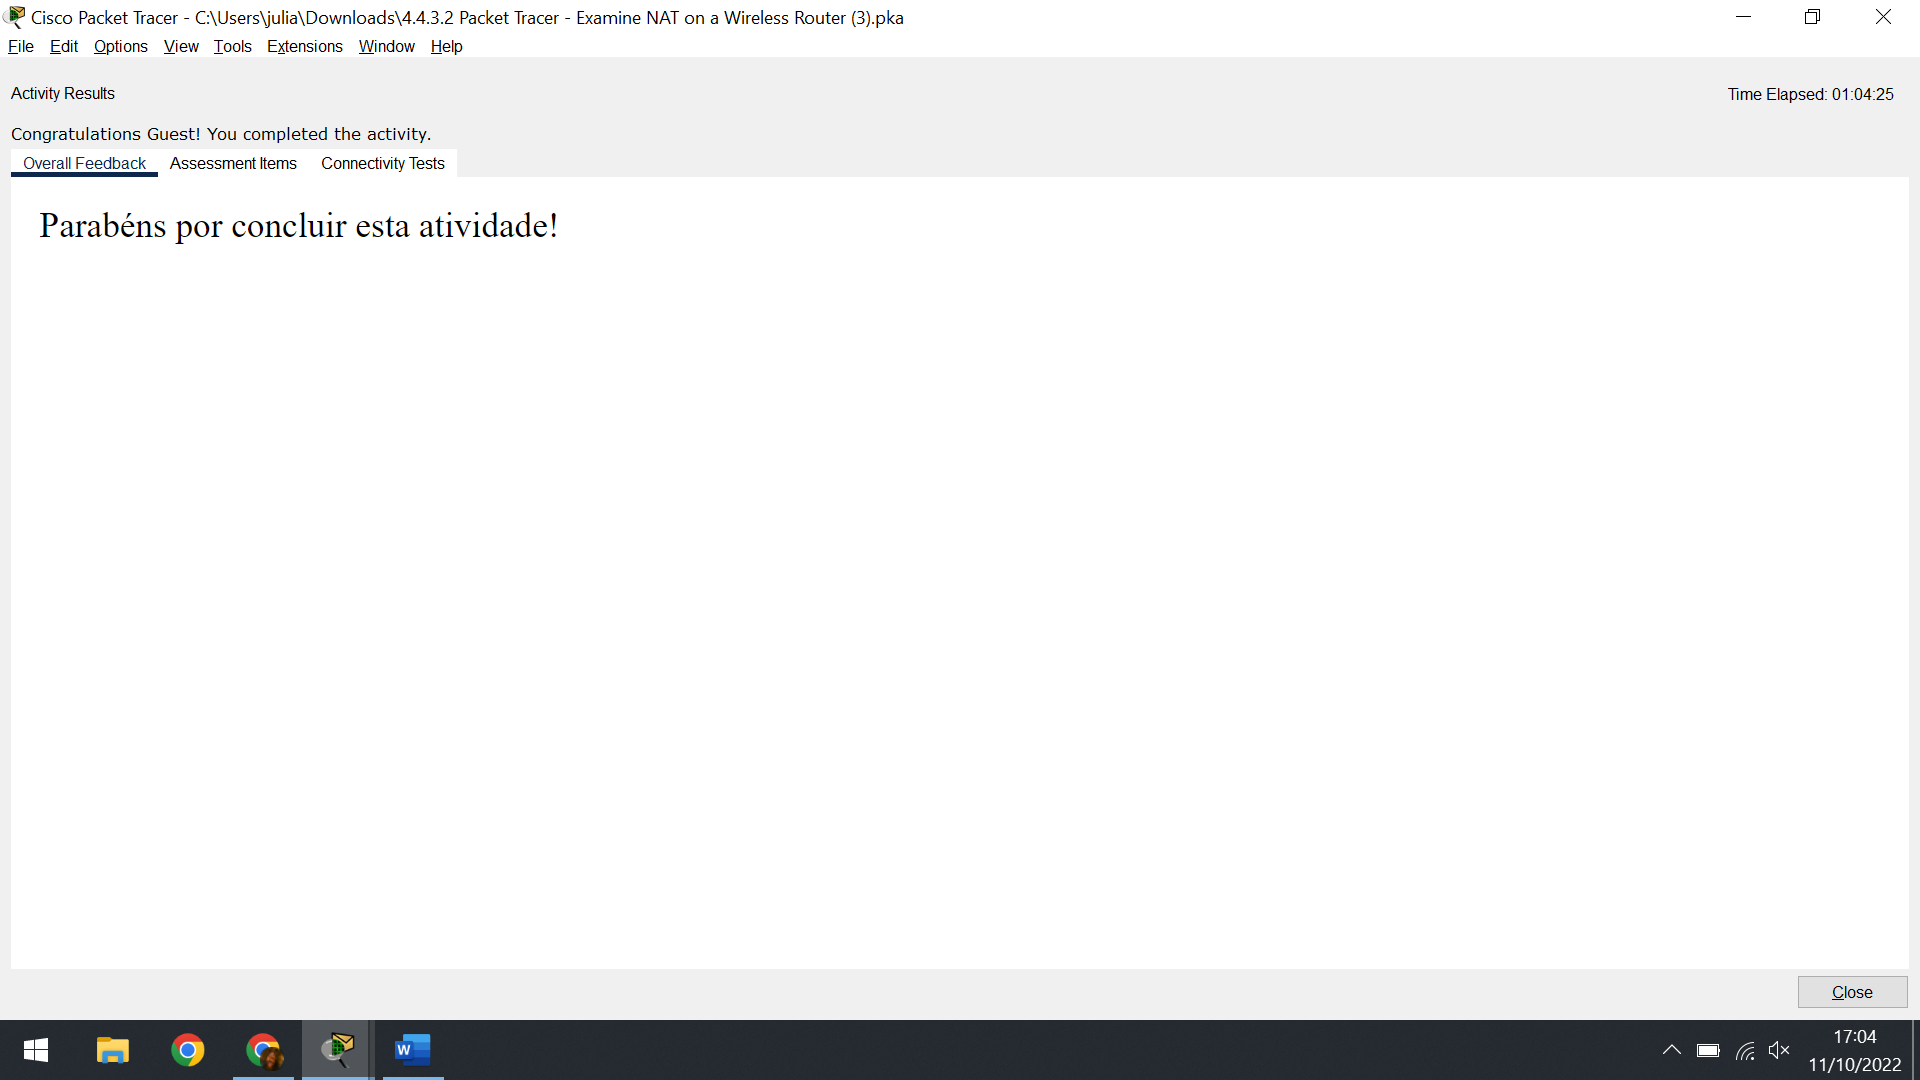 Cisco Packet Tracer - C:\Users\julia\Downloads\4.4.3.2 Packet Tracer - Examine NAT on a Wireless Router (3).pka
File Edit Options View Tools Extensions Window Help
Activity Results
Time Elapsed: 01:04:25
Congratulations Guest! You completed the activity.
Overall Feedback Assessment Items Connectivity Tests
Parabéns por concluir esta atividade!
Close
W
17:04
11/10/2022